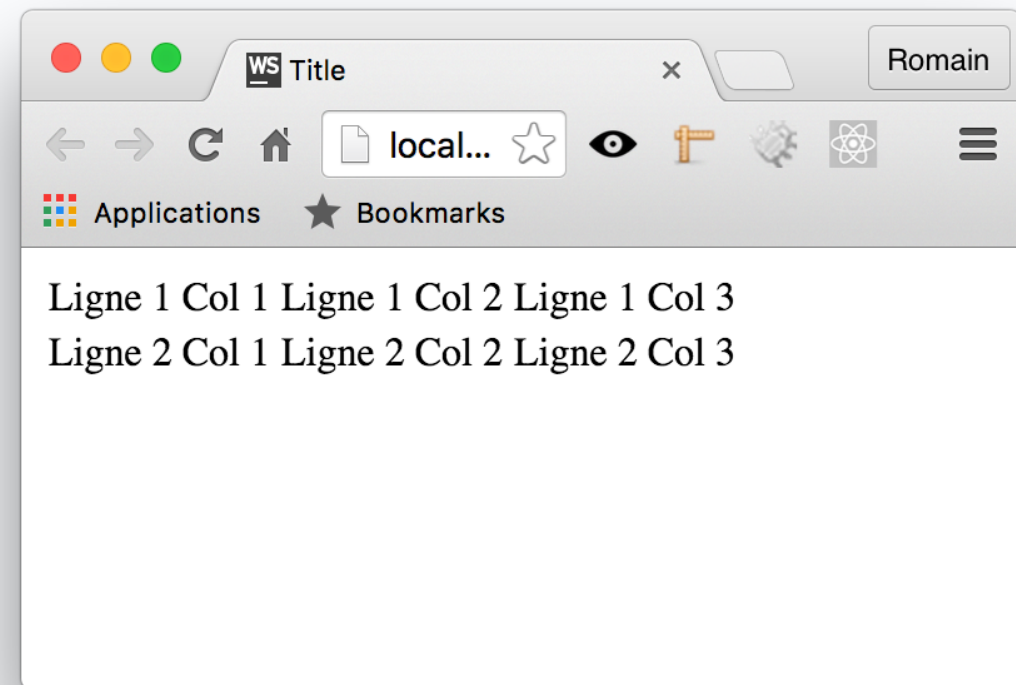 WS Title
Romain
local...
Applications Bookmarks
Ligne 1 Col 1 Ligne 1 Col 2 Ligne 1 Col 3
Ligne 2 Col 1 Ligne 2 Col 2 Ligne 2 Col 3